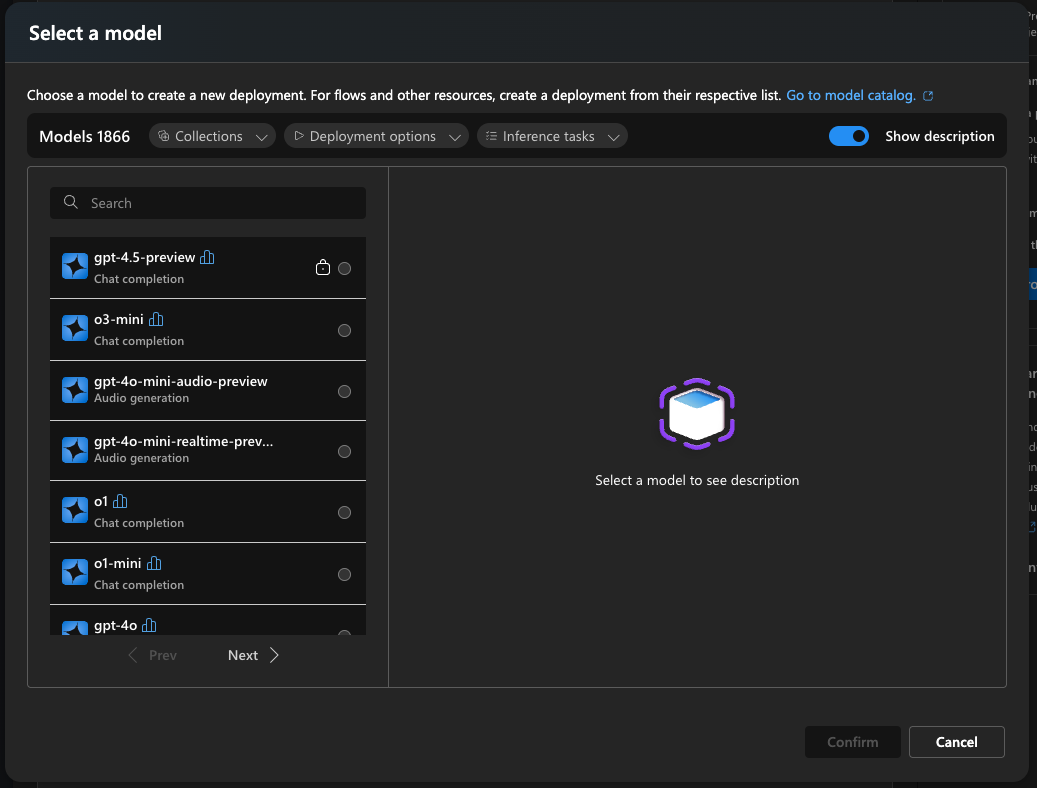 Select a model
Choose a model to create a new deployment. For flows and other resources, create a deployment from their respective list. Go to model catalog.
Models 1866
Collections
Deployment options
Inference tasks
Show description
Search
gpt-4.5-preview
Chat completion
o3-mini
Chat completion
gpt-4o-mini-audio-preview
Audio generation
gpt-4o-mini-realtime-prev...
Audio generation
o1
Chat completion
o1-mini
Chat completion
gpt-4o
Prev
Next
Select a model to see description
Confirm
Cancel